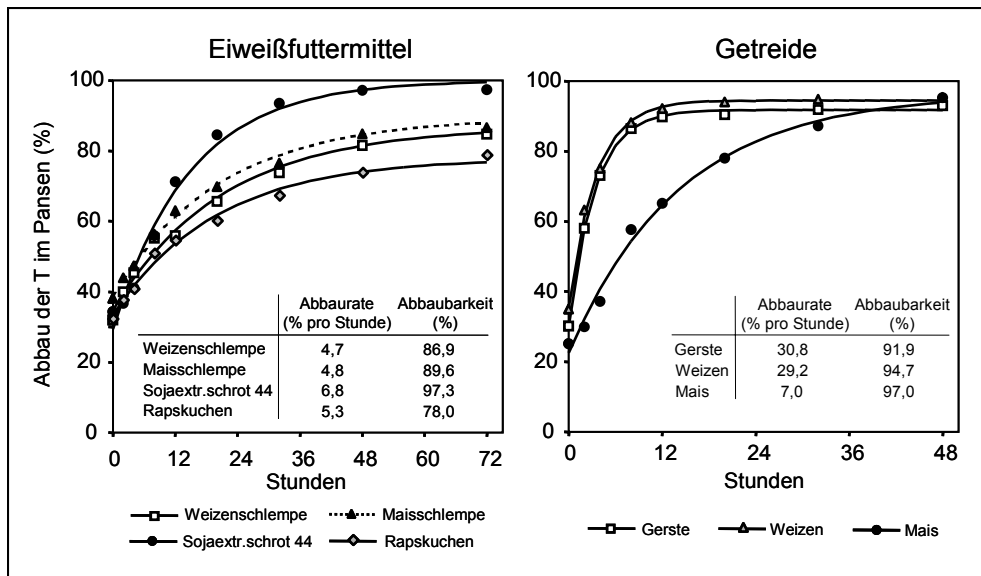 Eiweißfuttermittel
Abbau der T im Pansen (%)
100
80
60
40
20
0
0 12 24 36 48 60 72
Stunden
Abbaurate Abbaubarkeit
(% pro Stunde) (%)
Weizenschlempe 4,7 86,9
Maisschlempe 4,8 89,6
Sojaextr.schrot 44 6,8 97,3
Rapskuchen 5,3 78,0
Weizenschlempe Maisschlempe
Sojaextr.schrot 44 Rapskuchen
Getreide
100
80
60
40
20
0
0 12 24 36 48
Stunden
Abbaurate Abbaubarkeit
(% pro Stunde) (%)
Gerste 30,8 91,9
Weizen 29,2 94,7
Mais 7,0 97,0
Gerste Weizen Mais